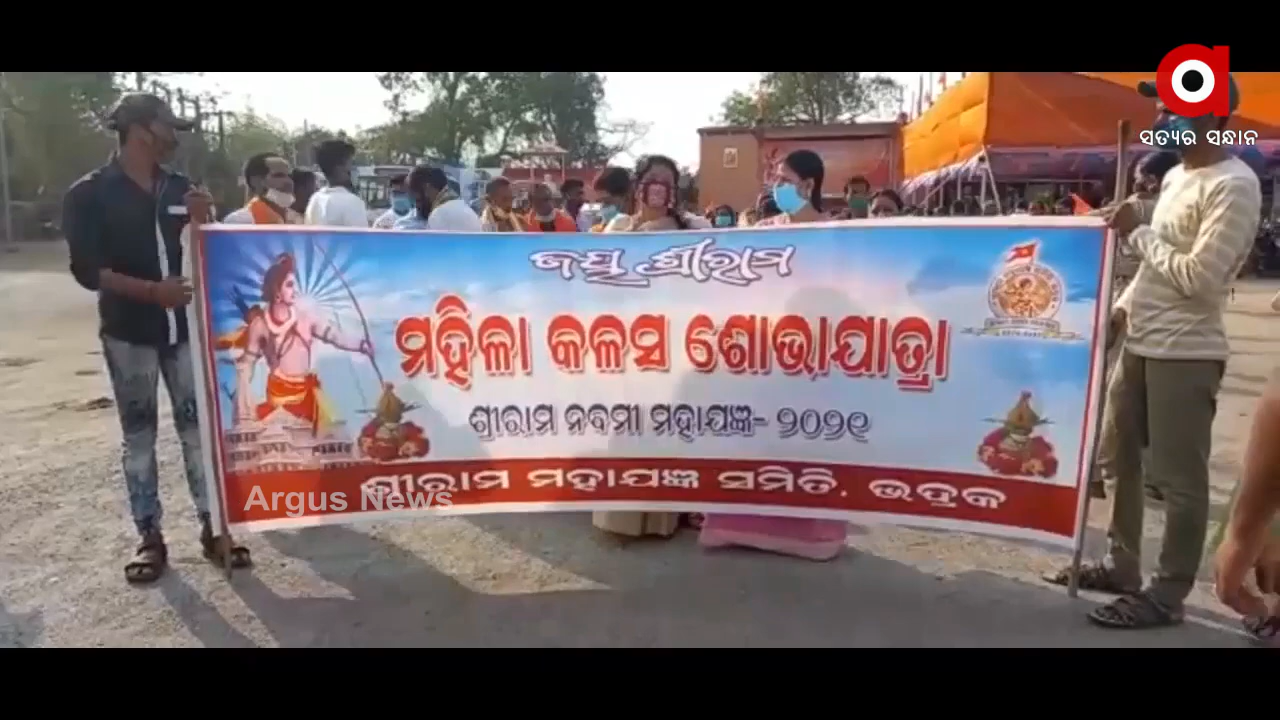 ସତ୍ୟର ସନ୍ଧାନ
ଜୟ ଶ୍ରୀରାମ
ମହିଳା କଳସ ଶୋଭାଯାତ୍ରା
ଶ୍ରୀରାମ ନବମୀ ମହାଯଜ୍ଞ- ୨୦୨୧
ଶ୍ରୀରାମ ମହାଯଜ୍ଞ ସମିତି, ଭଦ୍ରକ
Argus News